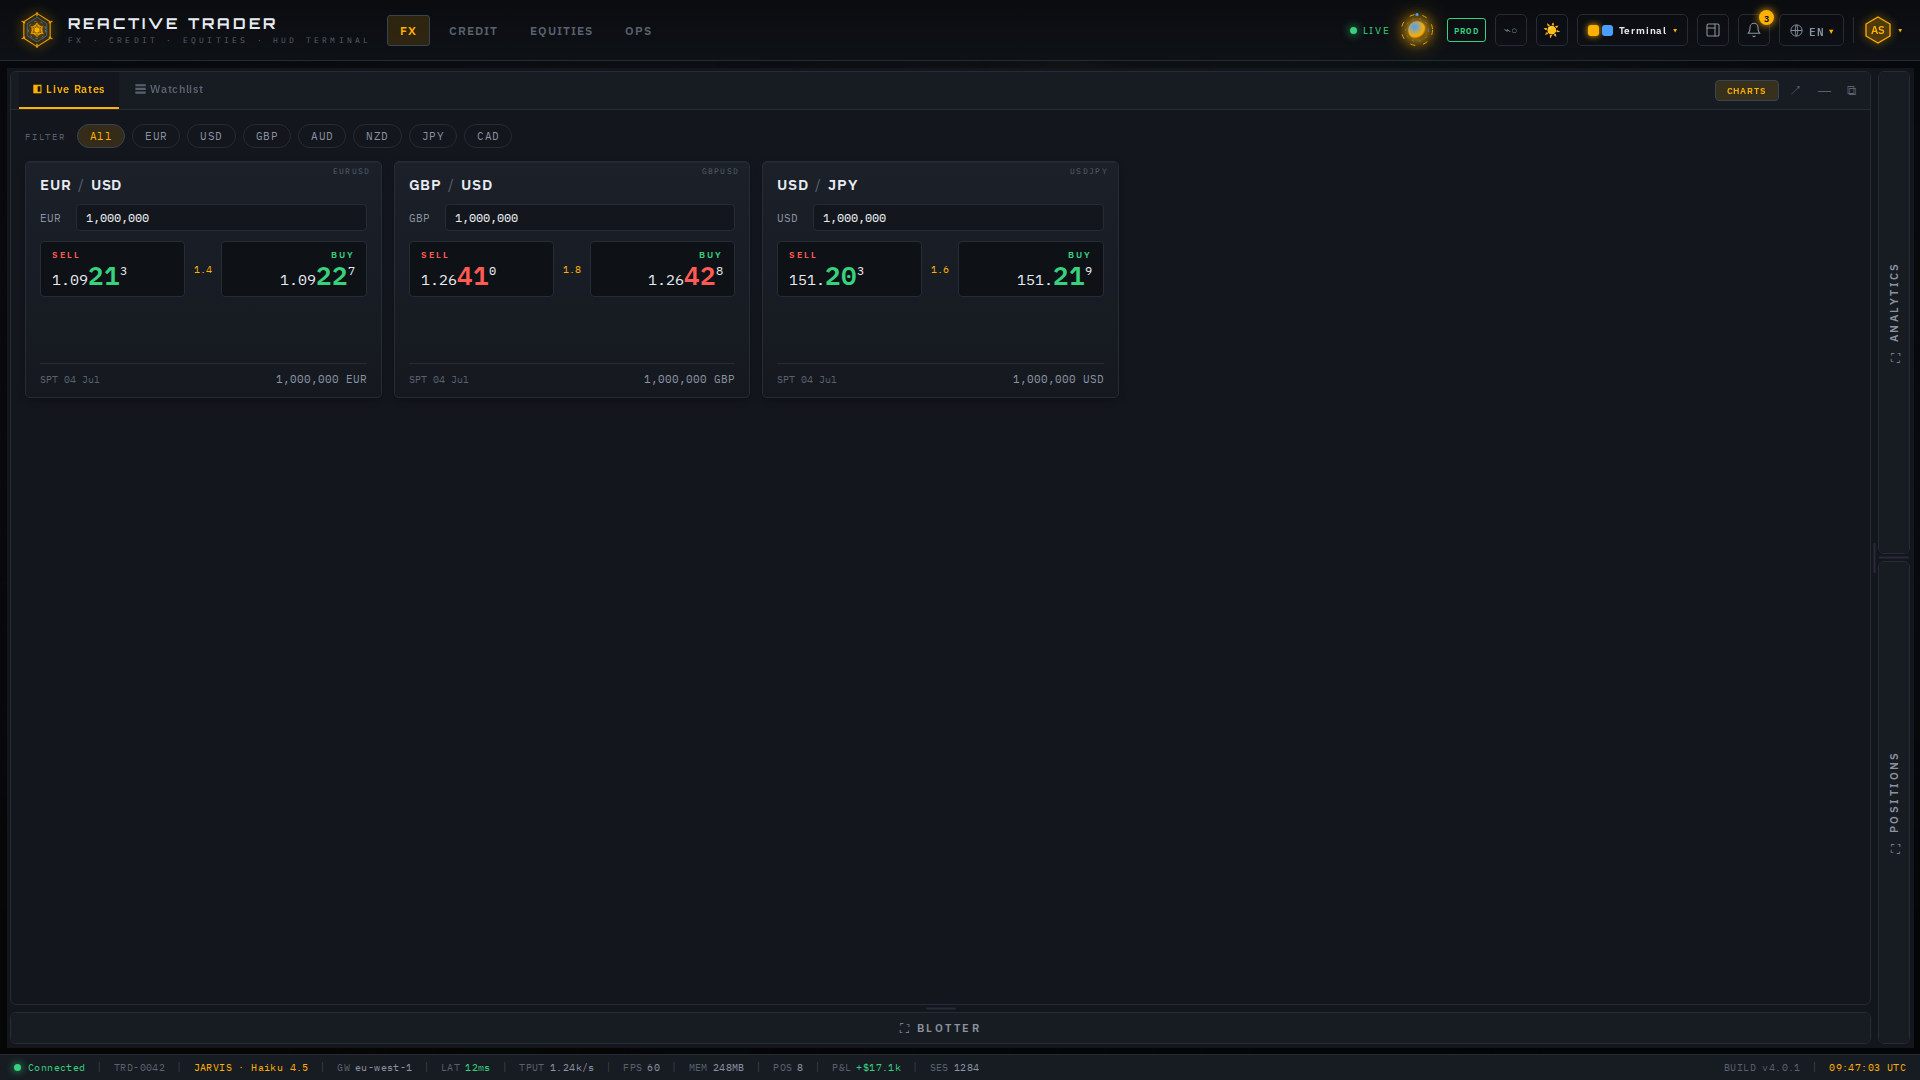 REACTIVE TRADER
FX · CREDIT · EQUITIES · HUD TERMINAL
FX CREDIT EQUITIES OPS
LIVE PROD Terminal 3 EN AS
Live Rates Watchlist CHARTS
FILTER All EUR USD GBP AUD NZD JPY CAD
EURUSD
EUR / USD
EUR 1,000,000
SELL BUY
1.09213 1.4 1.09227
SPT 04 Jul 1,000,000 EUR
GBPUSD
GBP / USD
GBP 1,000,000
SELL BUY
1.26410 1.8 1.26428
SPT 04 Jul 1,000,000 GBP
USDJPY
USD / JPY
USD 1,000,000
SELL BUY
151.203 1.6 151.219
SPT 04 Jul 1,000,000 USD
ANALYTICS
POSITIONS
BLOTTER
Connected TRD-0042 JARVIS · Haiku 4.5 GW eu-west-1 LAT 12ms TPUT 1.24k/s FPS 60 MEM 248MB POS 8 P&L +$17.1k SES 1284 BUILD v4.0.1 09:47:03 UTC